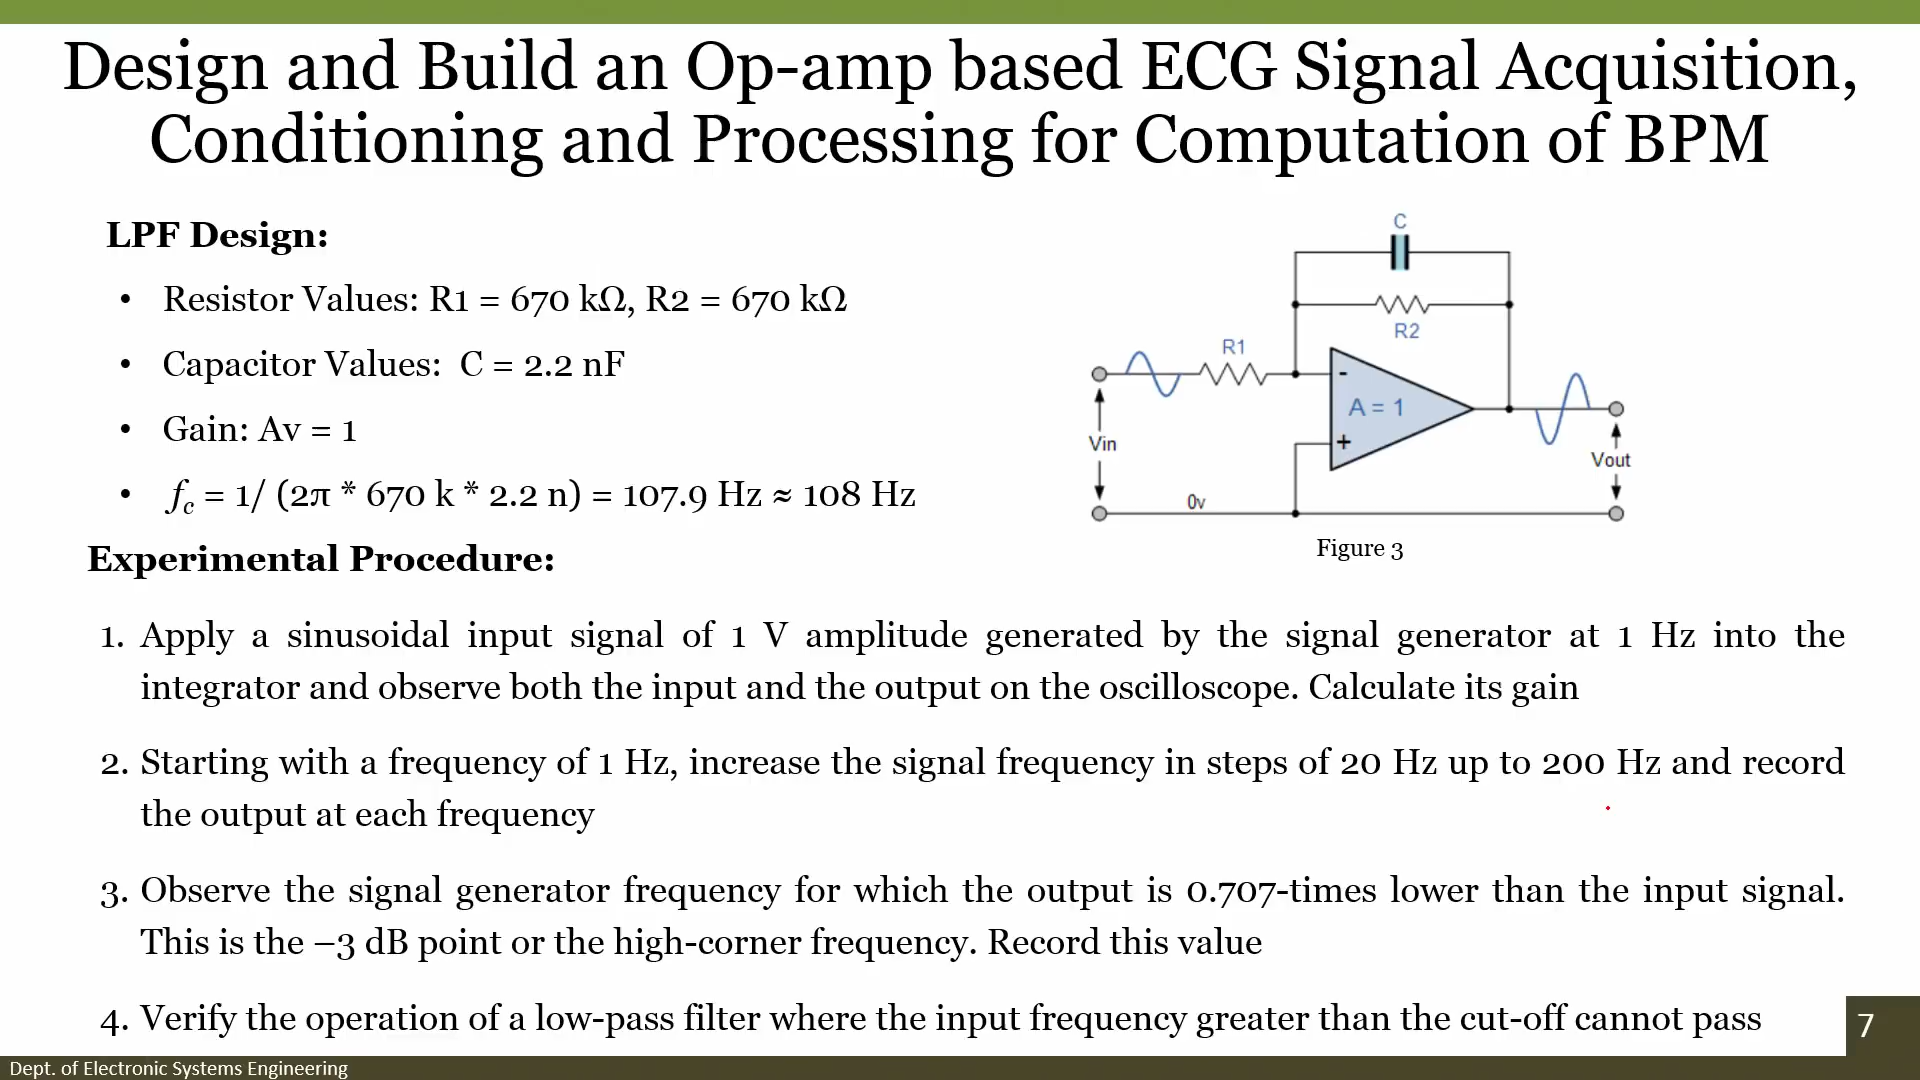 Design and Build an Op-amp based ECG Signal Acquisition,
Conditioning and Processing for Computation of BPM
LPF Design:
• Resistor Values: R1 = 670 kΩ, R2 = 670 kΩ
• Capacitor Values: C = 2.2 nF
• Gain: Av = 1
• fc = 1/ (2π * 670 k * 2.2 n) = 107.9 Hz ≈ 108 Hz
C
R2
R1
-
A = 1
+
Vin
Vout
0v
Figure 3
Experimental Procedure:
1. Apply a sinusoidal input signal of 1 V amplitude generated by the signal generator at 1 Hz into the
integrator and observe both the input and the output on the oscilloscope. Calculate its gain
2. Starting with a frequency of 1 Hz, increase the signal frequency in steps of 20 Hz up to 200 Hz and record
the output at each frequency
3. Observe the signal generator frequency for which the output is 0.707-times lower than the input signal.
This is the –3 dB point or the high-corner frequency. Record this value
4. Verify the operation of a low-pass filter where the input frequency greater than the cut-off cannot pass
7
Dept. of Electronic Systems Engineering